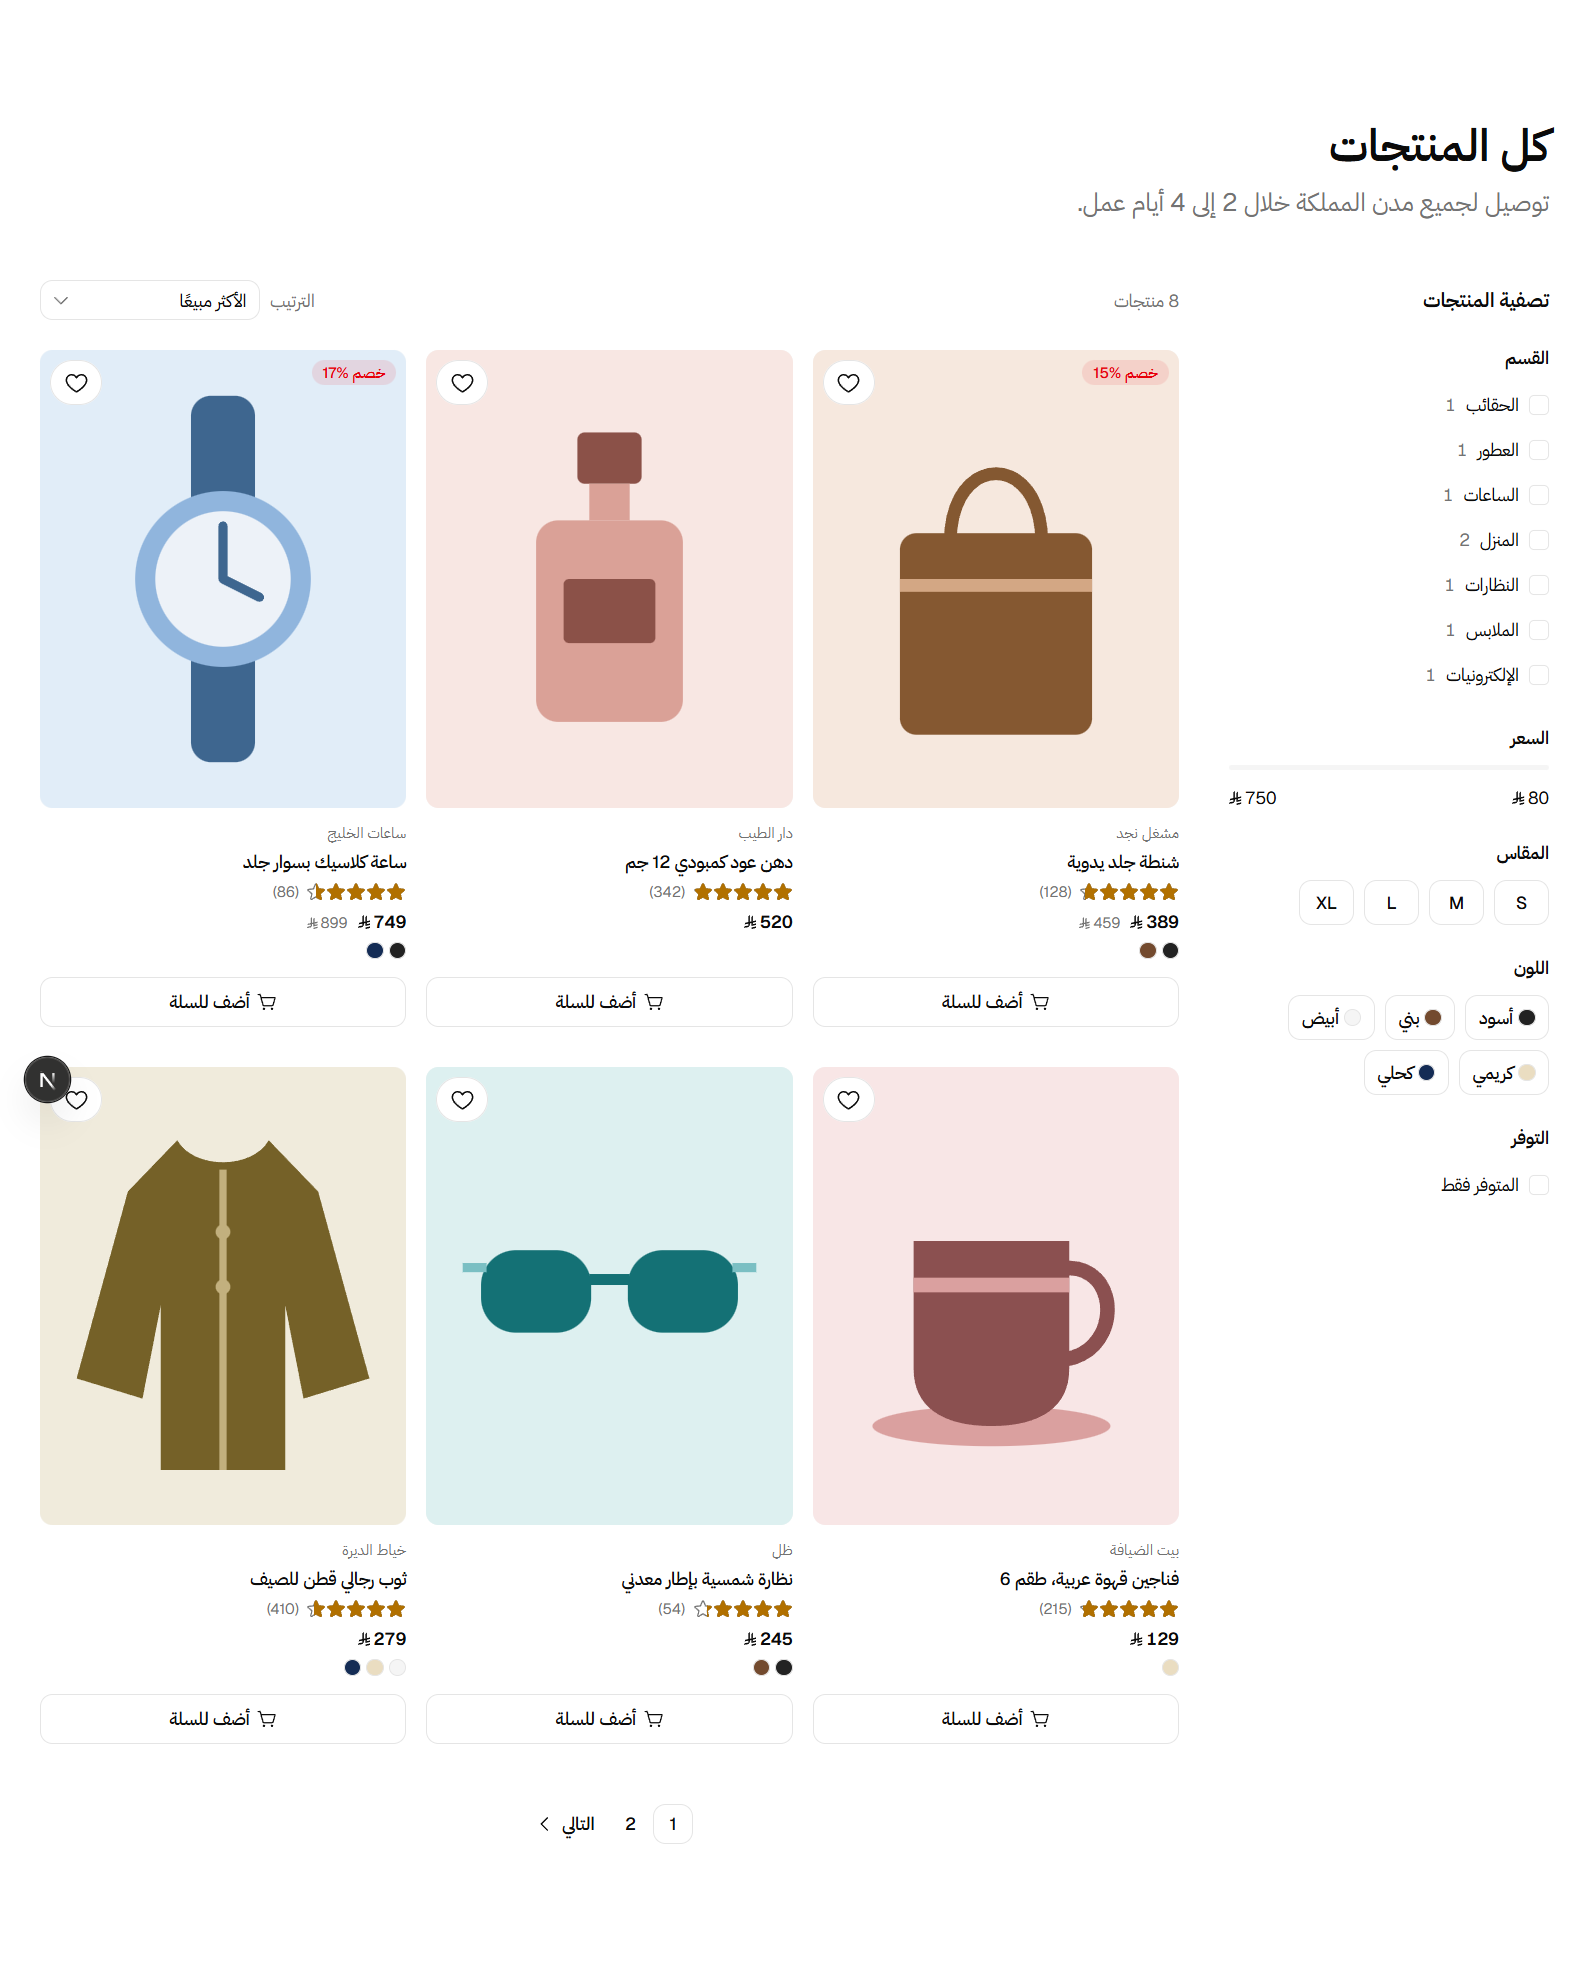 كل المنتجات
توصيل لجميع مدن المملكة خلال 2 إلى 4 أيام عمل.
تصفية المنتجات
القسم
الحقائب 1
العطور 1
الساعات 1
المنزل 2
النظارات 1
الملابس 1
الإلكترونيات 1
السعر
80 ⃁ 750 ⃁
المقاس
S M L XL
اللون
أسود بني أبيض
كريمي كحلي
التوفر
المتوفر فقط
8 منتجات
الترتيب الأكثر مبيعًا
خصم 15%
مشغل نجد
شنطة جلد يدوية
(128)
389 ⃁ 459 ⃁
أضف للسلة
دار الطيب
دهن عود كمبودي 12 جم
(342)
520 ⃁
أضف للسلة
خصم 17%
ساعات الخليج
ساعة كلاسيك بسوار جلد
(86)
749 ⃁ 899 ⃁
أضف للسلة
بيت الضيافة
فناجين قهوة عربية، طقم 6
(215)
129 ⃁
أضف للسلة
ظل
نظارة شمسية بإطار معدني
(54)
245 ⃁
أضف للسلة
N
خياط الديرة
ثوب رجالي قطن للصيف
(410)
279 ⃁
أضف للسلة
1 2 التالي